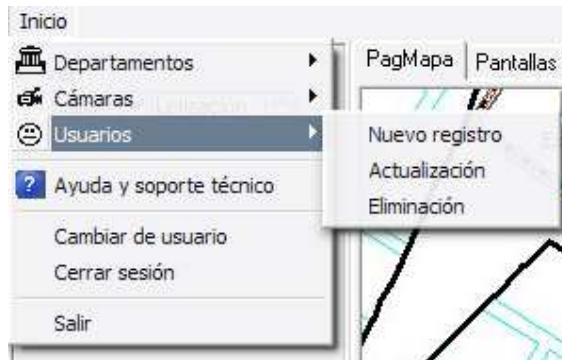 Inicio
Departamentos
Cámaras
Usuarios
Ayuda y soporte técnico
Cambiar de usuario
Cerrar sesión
Salir
PagMapa
Pantallas
Nuevo registro
Actualización
Eliminación